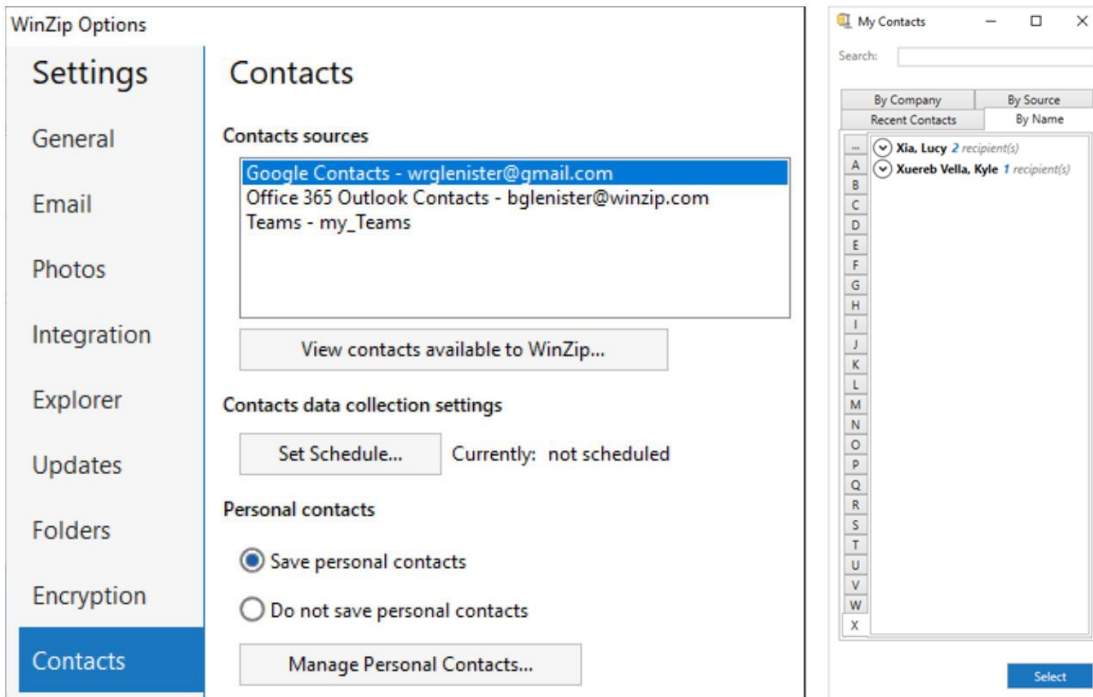 WinZip Options
Settings
General
Email
Photos
Integration
Explorer
Updates
Folders
Encryption
Contacts
Contacts
Contacts sources
Google Contacts - wrglenister@gmail.com
Office 365 Outlook Contacts - bglenister@winzip.com
Teams - my_Teams
View contacts available to WinZip...
Contacts data collection settings
Set Schedule... Currently: not scheduled
Personal contacts
Save personal contacts
Do not save personal contacts
Manage Personal Contacts...
My Contacts
Search:
By Company By Source
Recent Contacts By Name
...
A
B
C
D
E
F
G
H
I
J
K
L
M
N
O
P
Q
R
S
T
U
V
W
X
Xia, Lucy 2 recipient(s)
Xuereb Vella, Kyle 1 recipient(s)
Select